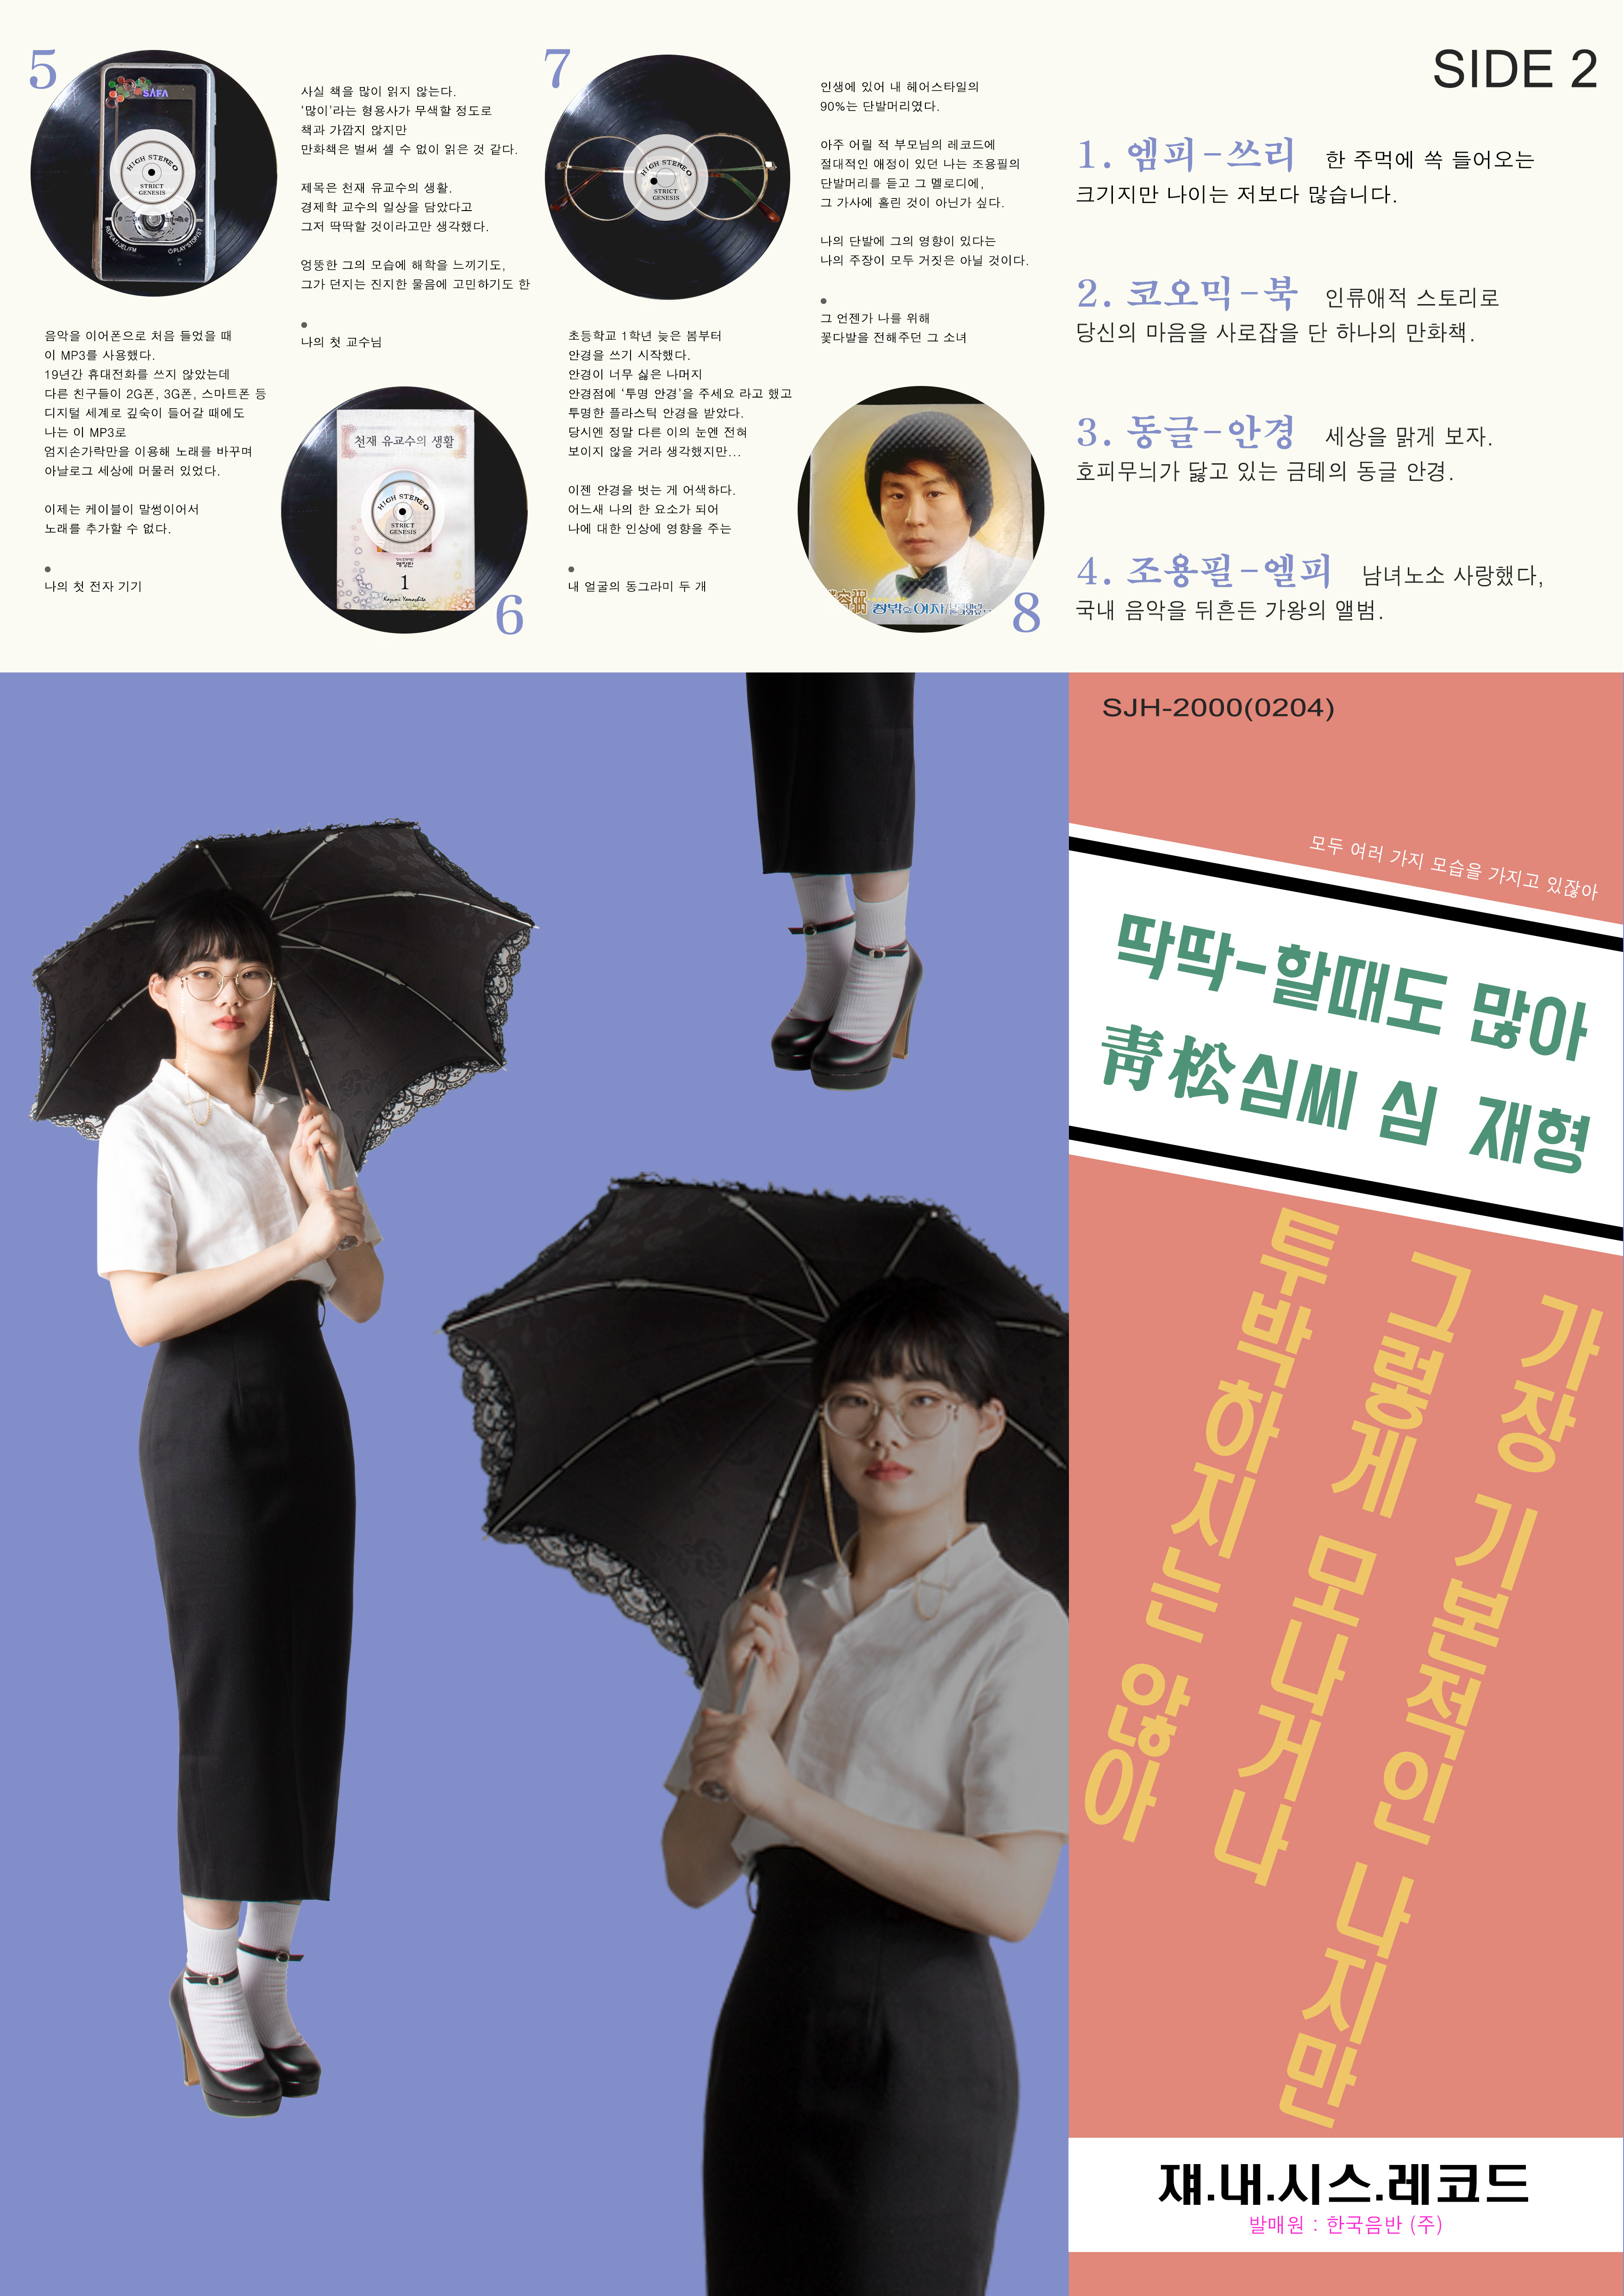 5
SAFA
HIGH STEREO
STRICT
GENESIS
REPEAT/JEL/FM
PLAY'STOP/ST
음악을 이어폰으로 처음 들었을 때
이 MP3를 사용했다.
19년간 휴대전화를 쓰지 않았는데
다른 친구들이 2G폰, 3G폰, 스마트폰 등
디지털 세계로 깊숙이 들어갈 때에도
나는 이 MP3로
엄지손가락만을 이용해 노래를 바꾸며
아날로그 세상에 머물러 있었다.
이제는 케이블이 말썽이어서
노래를 추가할 수 없다.
나의 첫 전자 기기
사실 책을 많이 읽지 않는다.
‘많이’라는 형용사가 무색할 정도로
책과 가깝지 않지만
만화책은 벌써 셀 수 없이 읽은 것 같다.
제목은 천재 유교수의 생활.
경제학 교수의 일상을 담았다고
그저 딱딱할 것이라고만 생각했다.
엉뚱한 그의 모습에 해학을 느끼기도,
그가 던지는 진지한 물음에 고민하기도 한
나의 첫 교수님
천재 유교수의 생활
HIGH STEREO
STRICT
GENESIS
애장판
1
Kazumi Yamashita
6
7
HIGH STEREO
STRICT
GENESIS
초등학교 1학년 늦은 봄부터
안경을 쓰기 시작했다.
안경이 너무 싫은 나머지
안경점에 ‘투명 안경’을 주세요 라고 했고
투명한 플라스틱 안경을 받았다.
당시엔 정말 다른 이의 눈엔 전혀
보이지 않을 거라 생각했지만...
이젠 안경을 벗는 게 어색하다.
어느새 나의 한 요소가 되어
나에 대한 인상에 영향을 주는
내 얼굴의 동그라미 두 개
인생에 있어 내 헤어스타일의
90%는 단발머리였다.
아주 어릴 적 부모님의 레코드에
절대적인 애정이 있던 나는 조용필의
단발머리를 듣고 그 멜로디에,
그 가사에 홀린 것이 아닌가 싶다.
나의 단발에 그의 영향이 있다는
나의 주장이 모두 거짓은 아닐 것이다.
그 언젠가 나를 위해
꽃다발을 전해주던 그 소녀
창밖의 여자
8
SIDE 2
1. 엠피-쓰리 한 주먹에 쏙 들어오는
크기지만 나이는 저보다 많습니다.
2. 코오믹-북 인류애적 스토리로
당신의 마음을 사로잡을 단 하나의 만화책.
3. 동글-안경 세상을 맑게 보자.
호피무늬가 닳고 있는 금테의 동글 안경.
4. 조용필-엘피 남녀노소 사랑했다,
국내 음악을 뒤흔든 가왕의 앨범.
SJH-2000(0204)
모두 여러 가지 모습을 가지고 있잖아
딱딱-할때도 많아
靑松심씨 심 재형
가장 기본적인 나지만
그렇게 모나거나
투박하지는 않아
쟤.내.시스.레코드
발매원 : 한국음반 (주)